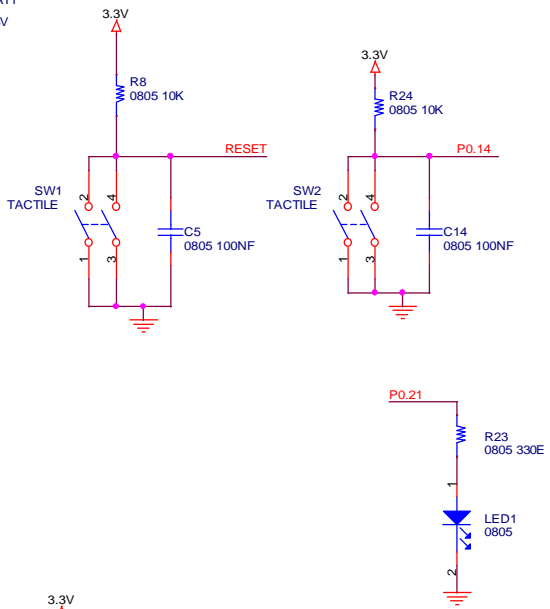 3.3V
R8
0805 10K
RESET
SW1
TACTILE
2
4
1
3
C5
0805 100NF
3.3V
R24
0805 10K
P0.14
SW2
TACTILE
2
4
1
3
C14
0805 100NF
P0.21
R23
0805 330E
1
LED1
0805
2
3.3V